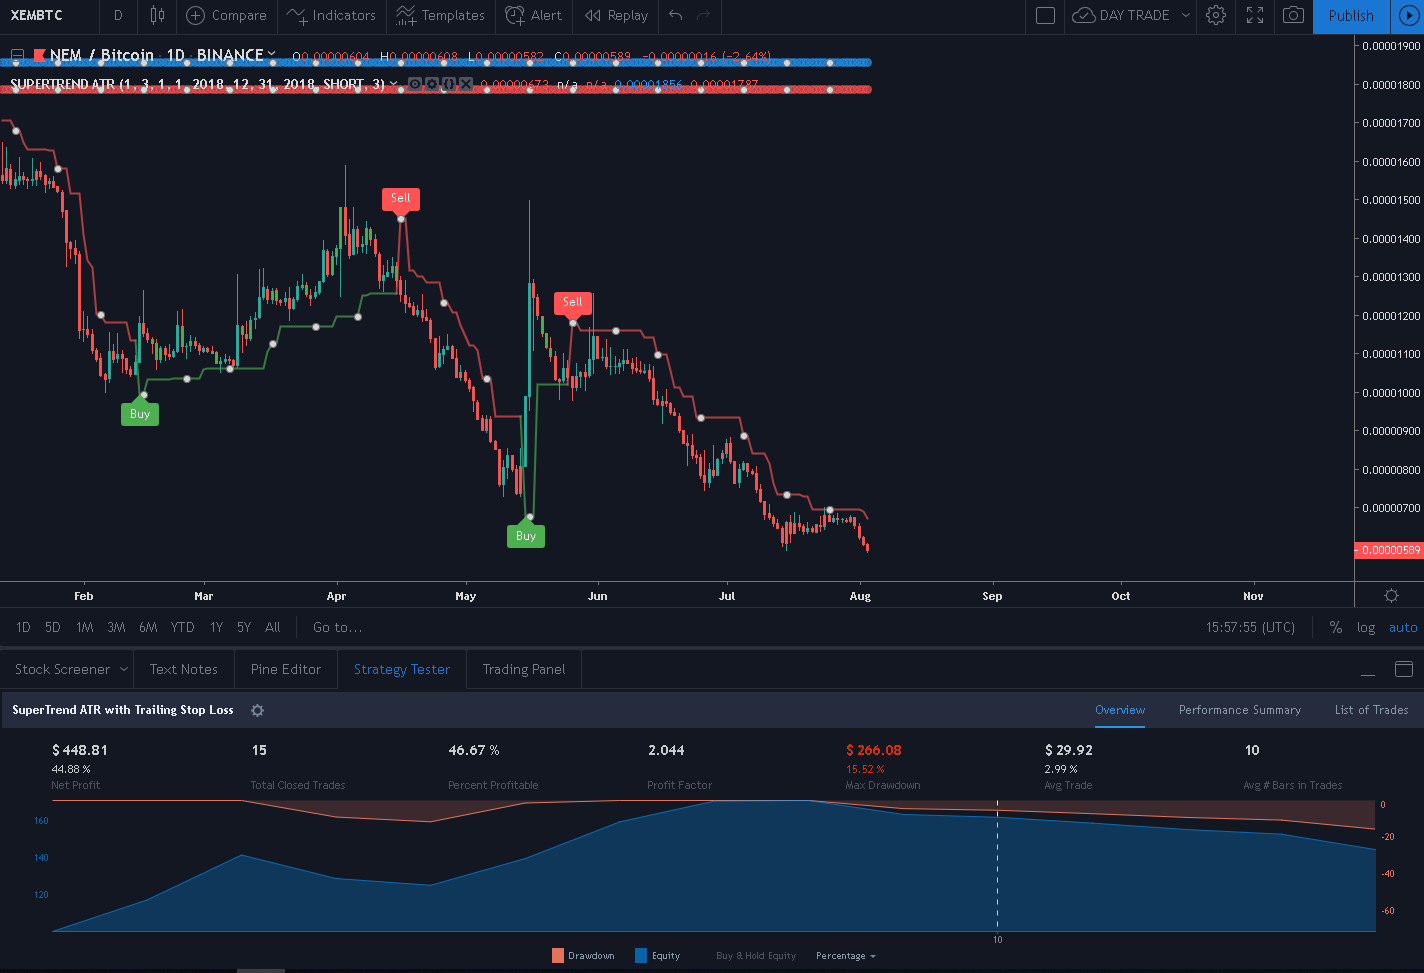 XEMBTC D Compare Indicators Templates Alert Replay DAY TRADE Publish
NEM / Bitcoin · 1D · BINANCE O0.00000604 H0.00000608 L0.00000582 C0.00000589 −0.00000016 (−2.64%)
SUPERTREND ATR (1, 3, 1, 1, 2018, 12, 31, 2018, SHORT, 3) 0.00000673 n/a n/a 0.00001856 0.00001787
0.00001900
0.00001800
0.00001700
0.00001600
0.00001500
0.00001400
0.00001300
0.00001200
0.00001100
0.00001000
0.00000900
0.00000800
0.00000700
0.00000589
Sell
Sell
Buy
Buy
Feb Mar Apr May Jun Jul Aug Sep Oct Nov
1D 5D 1M 3M 6M YTD 1Y 5Y All Go to... 15:57:55 (UTC) % log auto
Stock Screener Text Notes Pine Editor Strategy Tester Trading Panel
SuperTrend ATR with Trailing Stop Loss Overview Performance Summary List of Trades
$ 448.81 15 46.67 % 2.044 $ 266.08 $ 29.92 10
44.88 % 15.52 % 2.99 %
Net Profit Total Closed Trades Percent Profitable Profit Factor Max Drawdown Avg Trade Avg # Bars in Trades
160
140
120
0
-20
-40
-60
10
Drawdown Equity Buy & Hold Equity Percentage